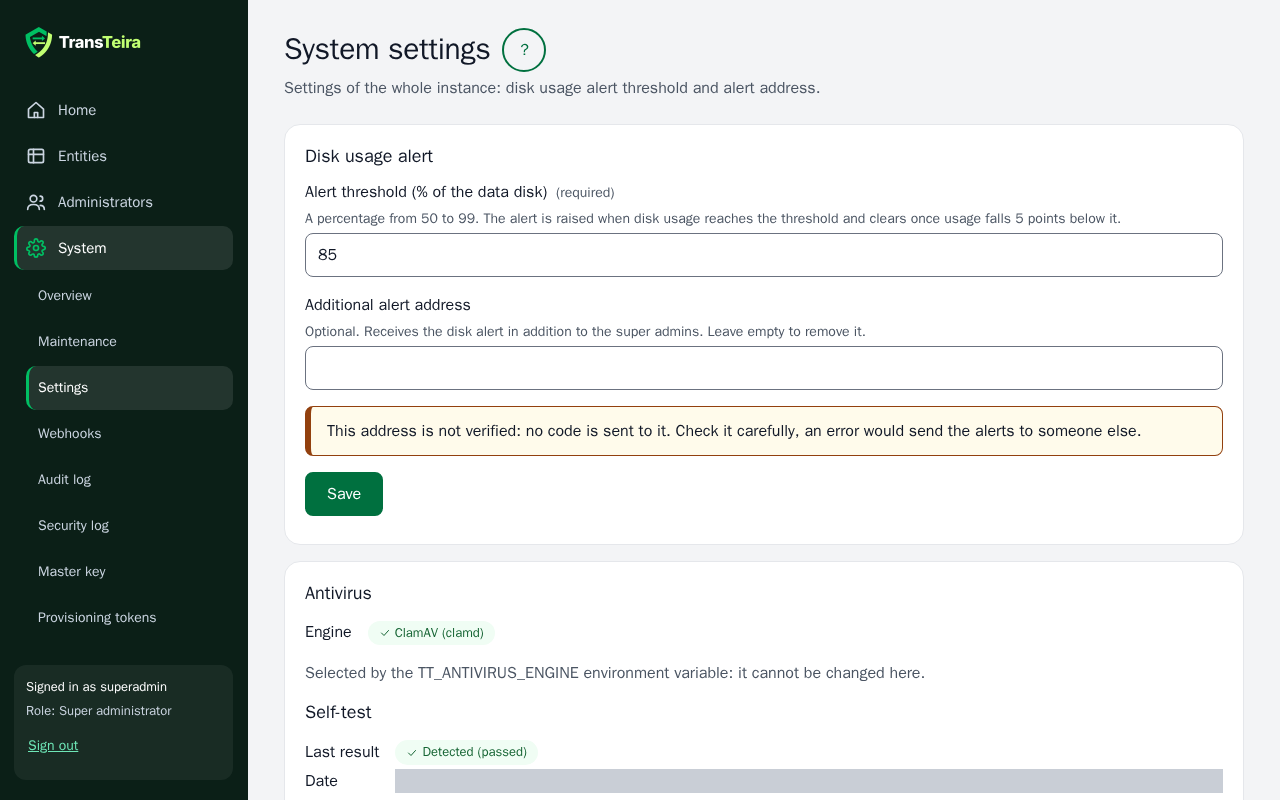 TransTeira
Home
Entities
Administrators
System
Overview
Maintenance
Settings
Webhooks
Audit log
Security log
Master key
Provisioning tokens
Signed in as superadmin
Role: Super administrator
Sign out
System settings ?
Settings of the whole instance: disk usage alert threshold and alert address.
Disk usage alert
Alert threshold (% of the data disk) (required)
A percentage from 50 to 99. The alert is raised when disk usage reaches the threshold and clears once usage falls 5 points below it.
85
Additional alert address
Optional. Receives the disk alert in addition to the super admins. Leave empty to remove it.
This address is not verified: no code is sent to it. Check it carefully, an error would send the alerts to someone else.
Save
Antivirus
Engine ClamAV (clamd)
Selected by the TT_ANTIVIRUS_ENGINE environment variable: it cannot be changed here.
Self-test
Last result Detected (passed)
Date